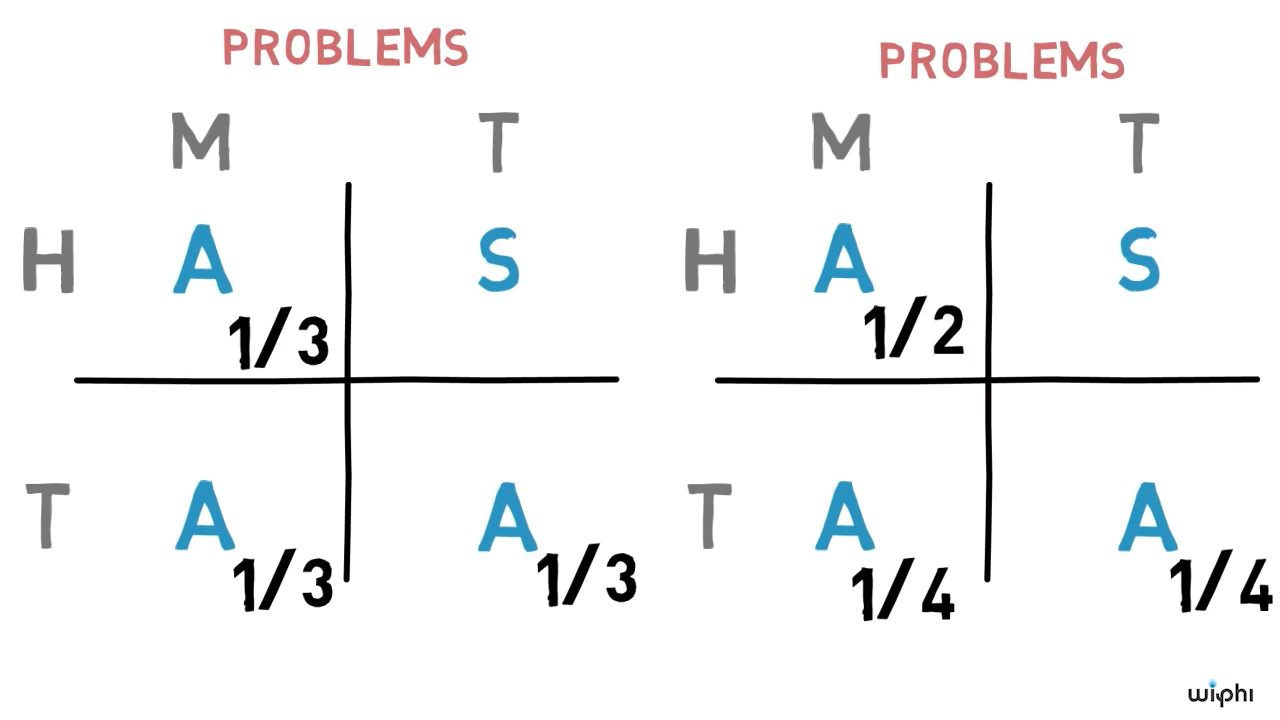 PROBLEMS
M T
H A S
1/3
T A A
1/3 1/3
PROBLEMS
M T
H A S
1/2
T A A
1/4 1/4
wiphi